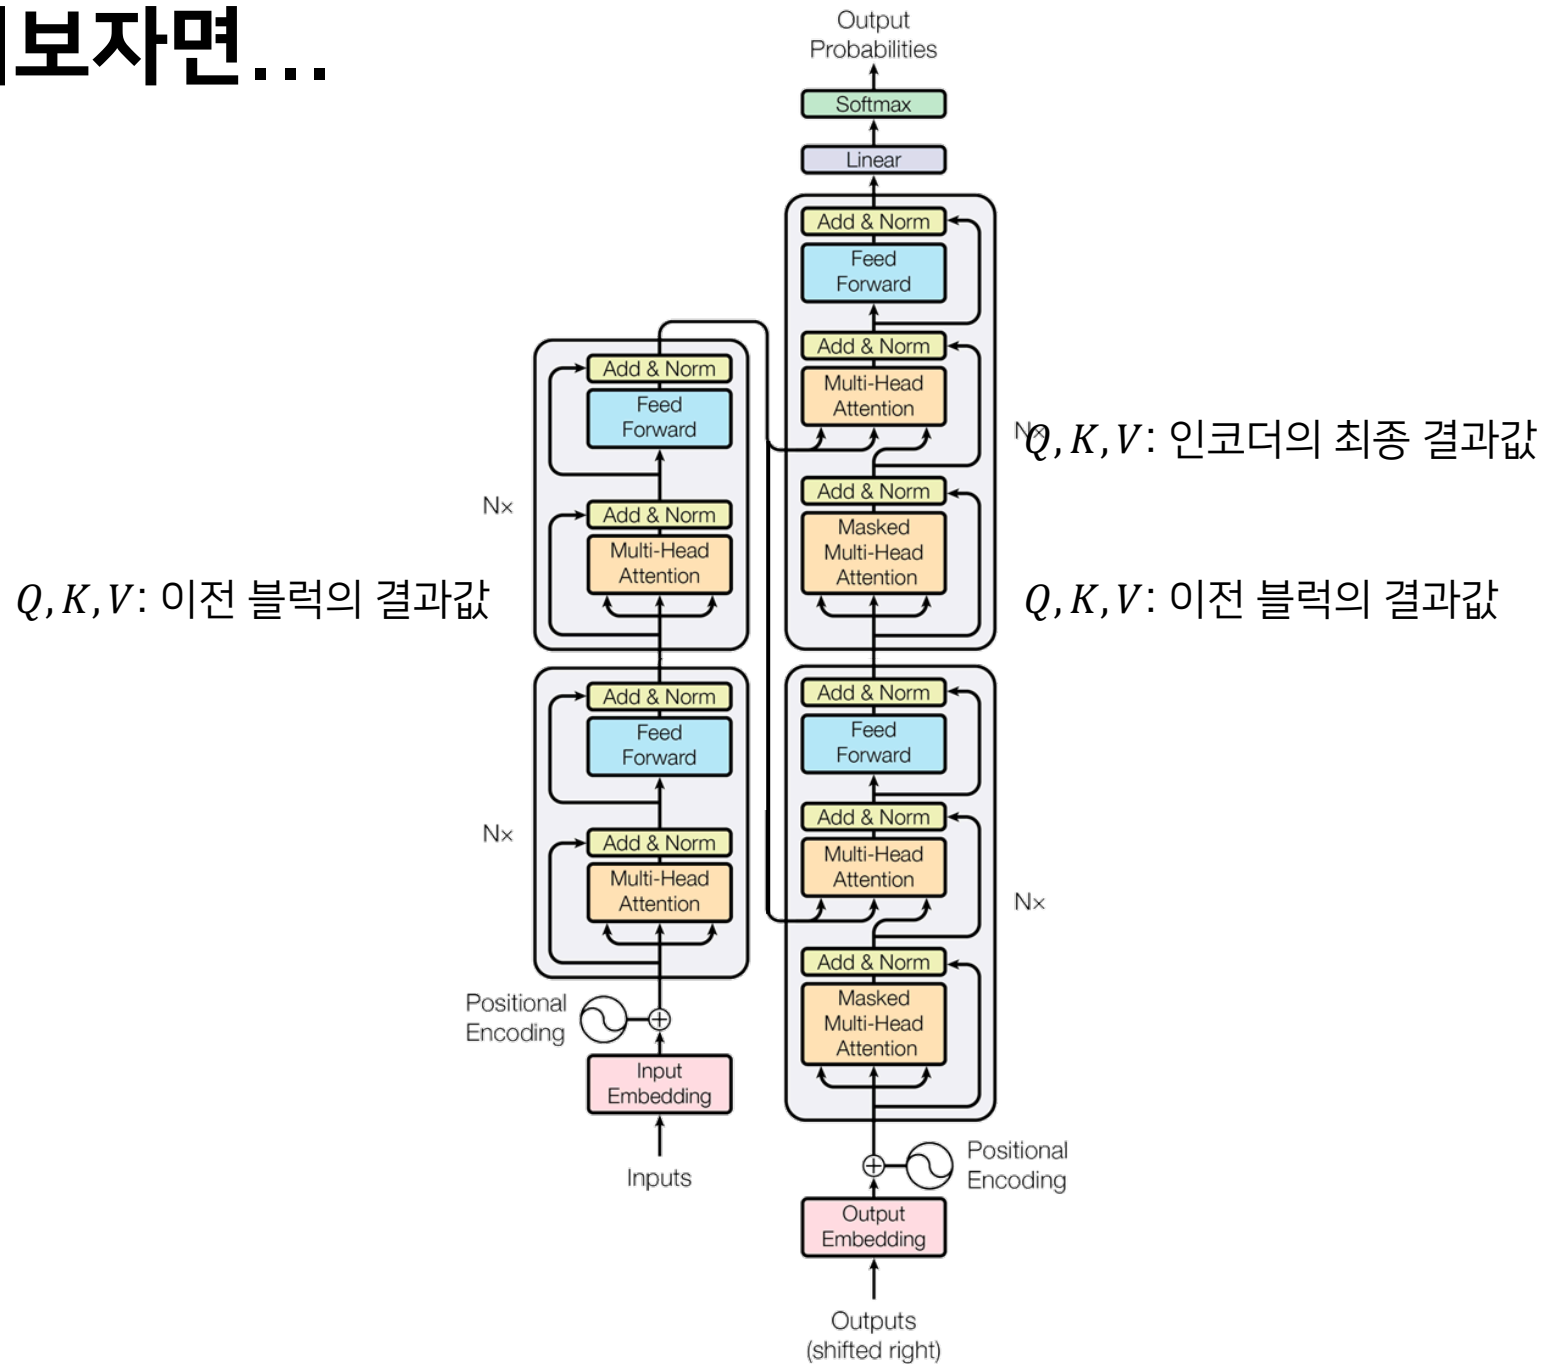 보자면...
Output
Probabilities
Softmax
Linear
Add & Norm
Feed
Forward
Add & Norm
Multi-Head
Attention
N×
Q, K, V: 인코더의 최종 결과값
Add & Norm
Masked
Multi-Head
Attention
Q, K, V: 이전 블럭의 결과값
Add & Norm
Feed
Forward
N×
Add & Norm
Multi-Head
Attention
Q, K, V: 이전 블럭의 결과값
Add & Norm
Feed
Forward
N×
Add & Norm
Multi-Head
Attention
Positional
Encoding
Input
Embedding
Inputs
Add & Norm
Feed
Forward
Add & Norm
Multi-Head
Attention
N×
Add & Norm
Masked
Multi-Head
Attention
Positional
Encoding
Output
Embedding
Outputs
(shifted right)